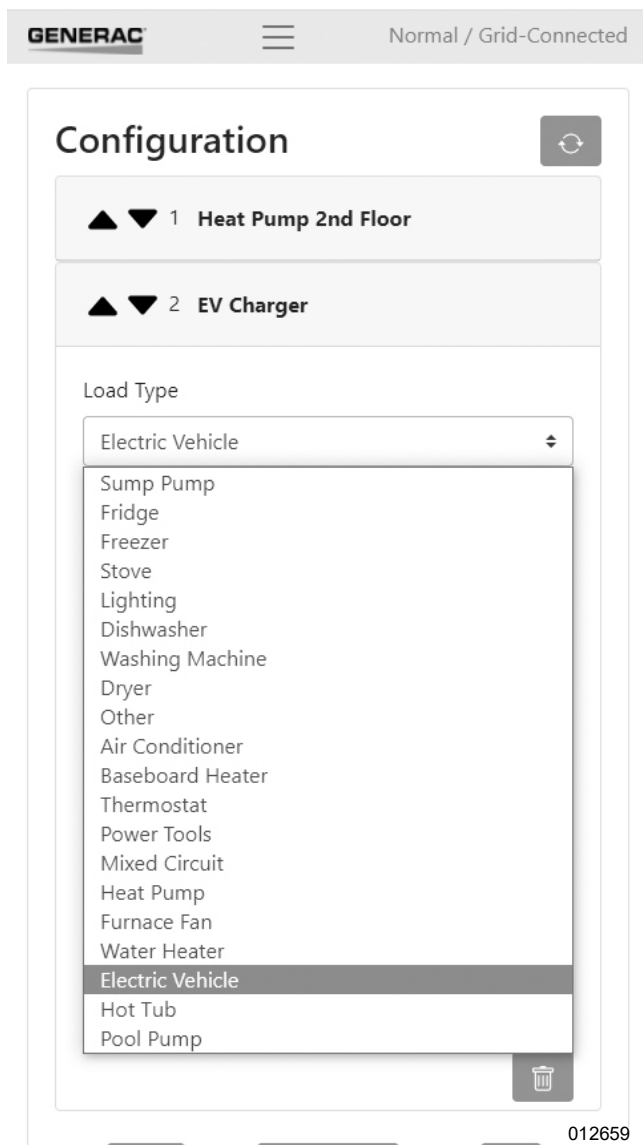 GENERAC
Normal / Grid-Connected
Configuration
1 Heat Pump 2nd Floor
2 EV Charger
Load Type
Electric Vehicle
Sump Pump
Fridge
Freezer
Stove
Lighting
Dishwasher
Washing Machine
Dryer
Other
Air Conditioner
Baseboard Heater
Thermostat
Power Tools
Mixed Circuit
Heat Pump
Furnace Fan
Water Heater
Electric Vehicle
Hot Tub
Pool Pump
012659